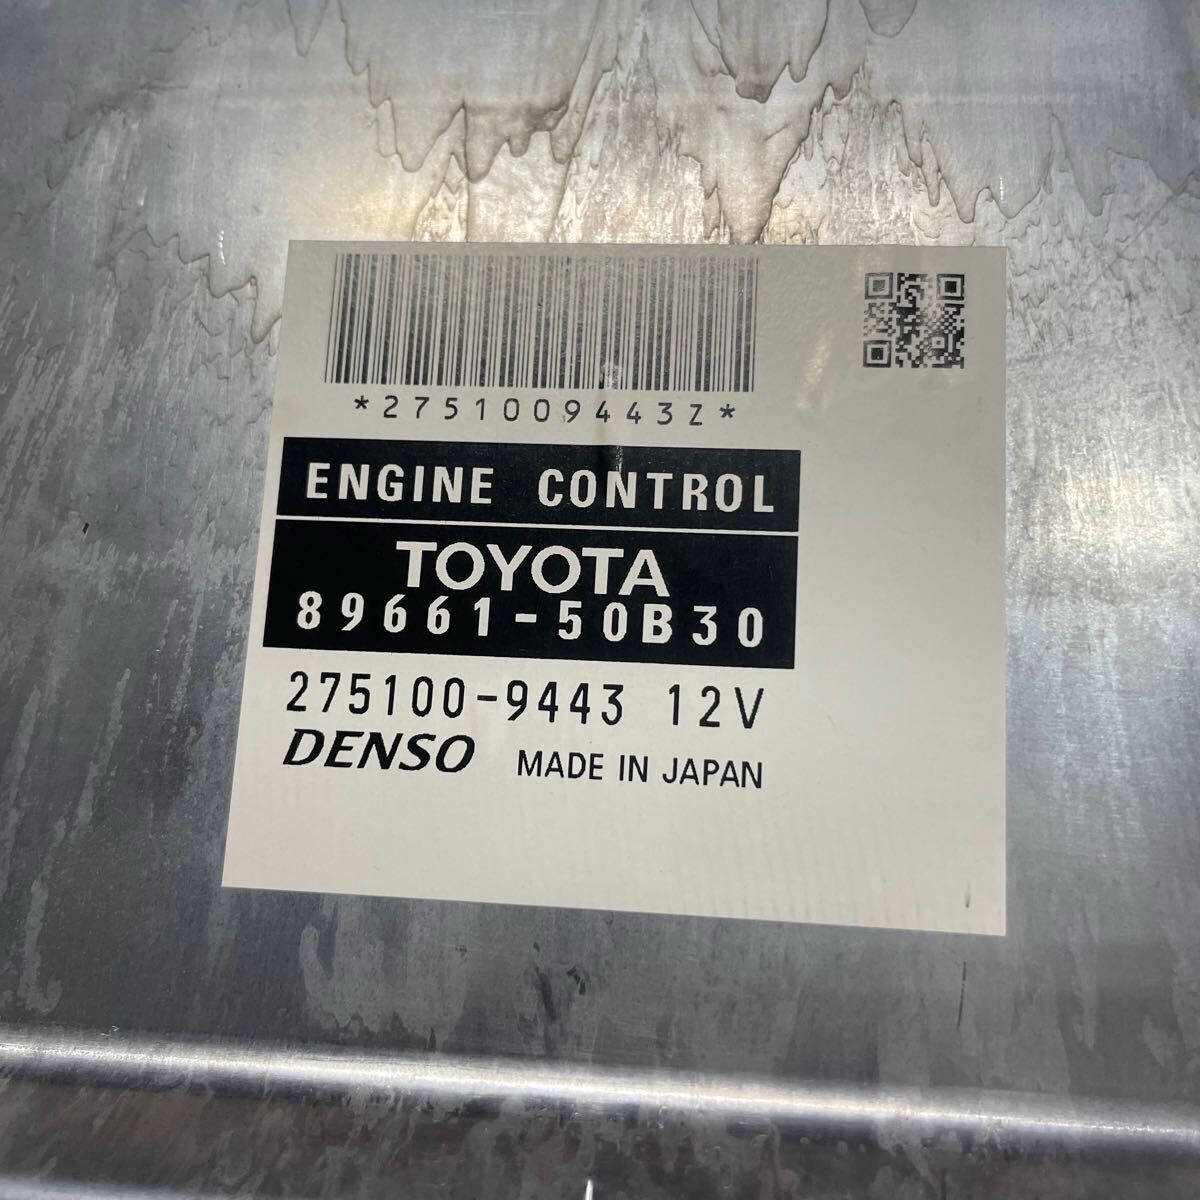 *2751009443Z*
ENGINE CONTROL
TOYOTA
89661-50B30
275100-9443 12V
DENSO MADE IN JAPAN